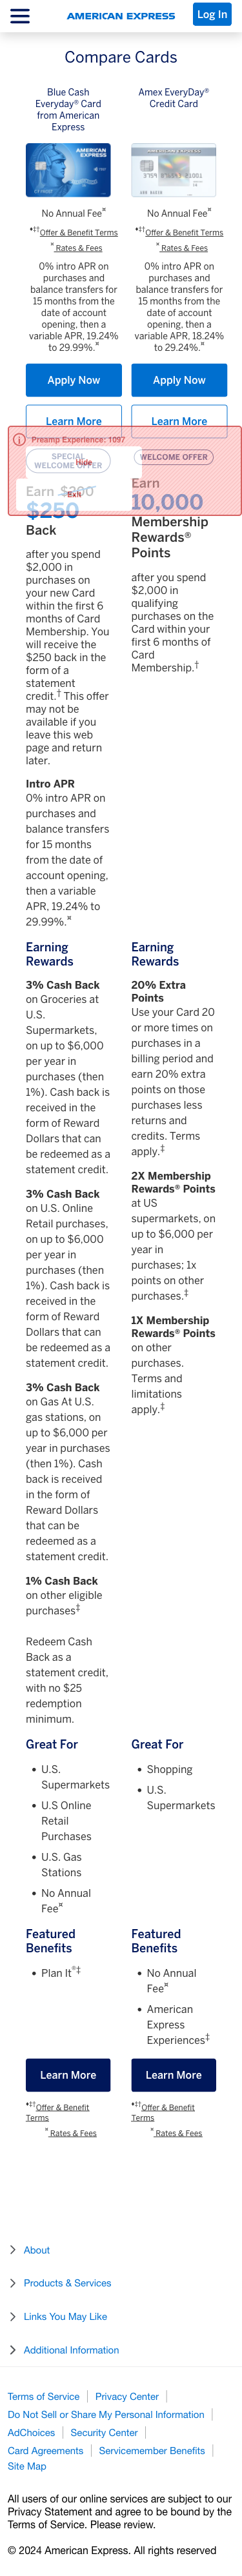 AMERICAN EXPRESS
Log In
Compare Cards
Blue Cash
Everyday® Card
from American
Express
No Annual Fee¤
*‡†Offer & Benefit Terms
¤ Rates & Fees
0% intro APR on
purchases and
balance transfers for
15 months from the
date of account
opening, then a
variable APR, 19.24%
to 29.99%.¤
Apply Now
Learn More
Amex EveryDay®
Credit Card
No Annual Fee¤
*‡†Offer & Benefit Terms
¤ Rates & Fees
0% intro APR on
purchases and
balance transfers for
15 months from the
date of account
opening, then a
variable APR, 18.24%
to 29.24%.¤
Apply Now
Learn More
Preamp Experience: 1097
Hide
Exit
SPECIAL
WELCOME OFFER
Earn $200
$250
Back
after you spend
$2,000 in
purchases on
your new Card
within the first 6
months of Card
Membership. You
will receive the
$250 back in the
form of a
statement
credit.† This offer
may not be
available if you
leave this web
page and return
later.
Intro APR
0% intro APR on
purchases and
balance transfers
for 15 months
from the date of
account opening,
then a variable
APR, 19.24% to
29.99%.¤
WELCOME OFFER
Earn
10,000
Membership
Rewards®
Points
after you spend
$2,000 in
qualifying
purchases on the
Card within your
first 6 months of
Card
Membership.†
Earning
Rewards
3% Cash Back
on Groceries at
U.S.
Supermarkets,
on up to $6,000
per year in
purchases (then
1%). Cash back is
received in the
form of Reward
Dollars that can
be redeemed as a
statement credit.
3% Cash Back
on U.S. Online
Retail purchases,
on up to $6,000
per year in
purchases (then
1%). Cash back is
received in the
form of Reward
Dollars that can
be redeemed as a
statement credit.
3% Cash Back
on Gas At U.S.
gas stations, on
up to $6,000 per
year in purchases
(then 1%). Cash
back is received
in the form of
Reward Dollars
that can be
redeemed as a
statement credit.
1% Cash Back
on other eligible
purchases‡
Redeem Cash
Back as a
statement credit,
with no $25
redemption
minimum.
Earning
Rewards
20% Extra
Points
Use your Card 20
or more times on
purchases in a
billing period and
earn 20% extra
points on those
purchases less
returns and
credits. Terms
apply.‡
2X Membership
Rewards® Points
at US
supermarkets, on
up to $6,000 per
year in
purchases; 1x
points on other
purchases.‡
1X Membership
Rewards® Points
on other
purchases.
Terms and
limitations
apply.‡
Great For
• U.S.
Supermarkets
• U.S Online
Retail
Purchases
• U.S. Gas
Stations
• No Annual
Fee¤
Great For
• Shopping
• U.S.
Supermarkets
Featured
Benefits
• Plan It®‡
Learn More
*‡†Offer & Benefit
Terms
¤ Rates & Fees
Featured
Benefits
• No Annual
Fee¤
• American
Express
Experiences‡
Learn More
*‡†Offer & Benefit
Terms
¤ Rates & Fees
About
Products & Services
Links You May Like
Additional Information
Terms of Service
Privacy Center
Do Not Sell or Share My Personal Information
AdChoices
Security Center
Card Agreements
Servicemember Benefits
Site Map
All users of our online services are subject to our
Privacy Statement and agree to be bound by the
Terms of Service. Please review.
© 2024 American Express. All rights reserved